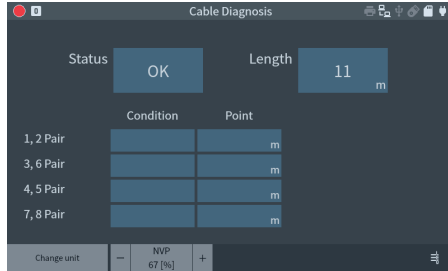 0 Cable Diagnosis
Status OK Length 11 m
Condition Point
1, 2 Pair m
3, 6 Pair m
4, 5 Pair m
7, 8 Pair m
Change unit − NVP +
67 [%]